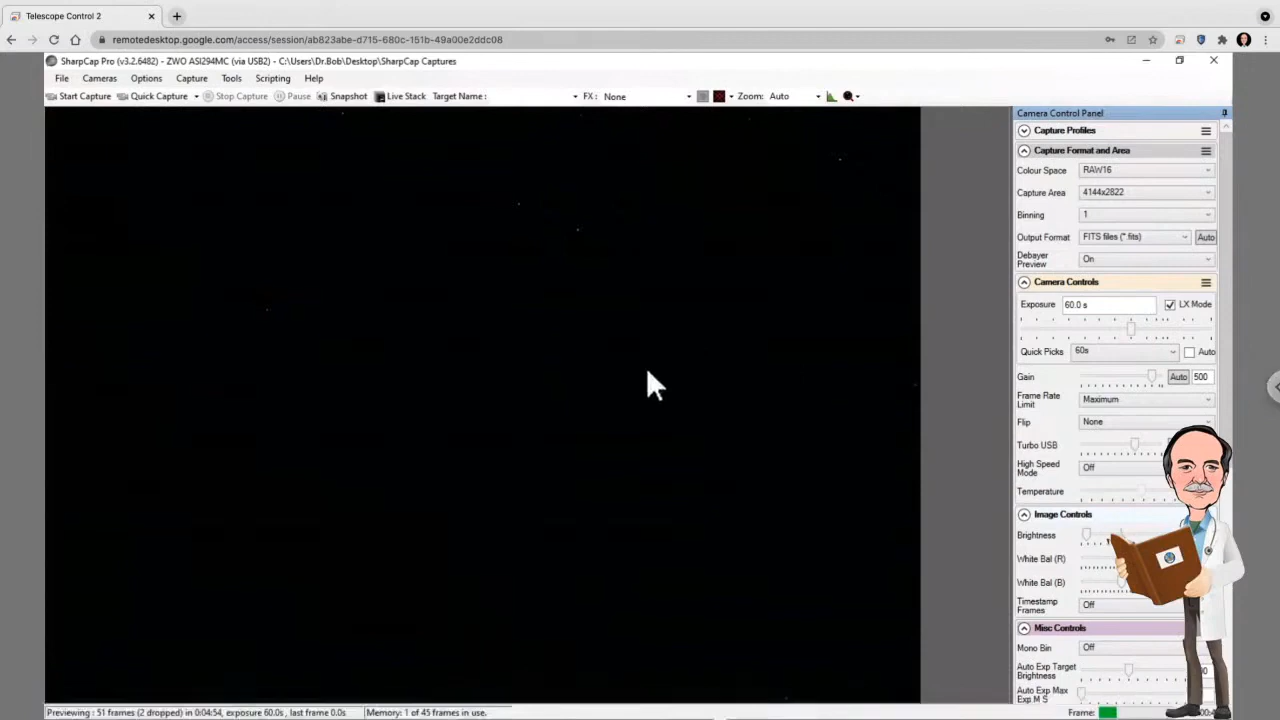 Telescope Control 2
remotedesktop.google.com/access/session/ab823abe-d715-680c-151b-49a00e2ddc08
SharpCap Pro (v3.2.6482) - ZWO ASI294MC (via USB2) - C:\Users\Dr.Bob\Desktop\SharpCap Captures
File Cameras Options Capture Tools Scripting Help
Start Capture Quick Capture Stop Capture Pause Snapshot Live Stack Target Name : FX : None Zoom: Auto
Camera Control Panel
Capture Profiles
Capture Format and Area
Colour Space RAW16
Capture Area 4144x2822
Binning 1
Output Format FITS files (*.fits) Auto
Debayer
Preview On
Camera Controls
Exposure 60.0 s LX Mode
Quick Picks 60s Auto
Gain Auto 500
Frame Rate
Limit Maximum
Flip None
Turbo USB
High Speed
Mode Off
Temperature
Image Controls
Brightness
White Bal (R)
White Bal (B)
Timestamp
Frames Off
Misc Controls
Mono Bin Off
Auto Exp Target
Brightness
Auto Exp Max
Exp M S
Previewing : 51 frames (2 dropped) in 0:04:54, exposure 60.0s , last frame 0.0s Memory: 1 of 45 frames in use. Frame: